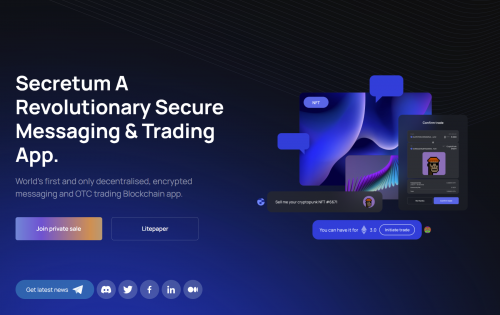 Secretum A
Revolutionary Secure
Messaging & Trading
App.
World's first and only decentralised, encrypted
messaging and OTC trading Blockchain app.
Join private sale
Litepaper
Get latest news
NFT
Confirm trade
Sell me your cryptopunk NFT #5671
You can have it for
3.0
Initiate trade